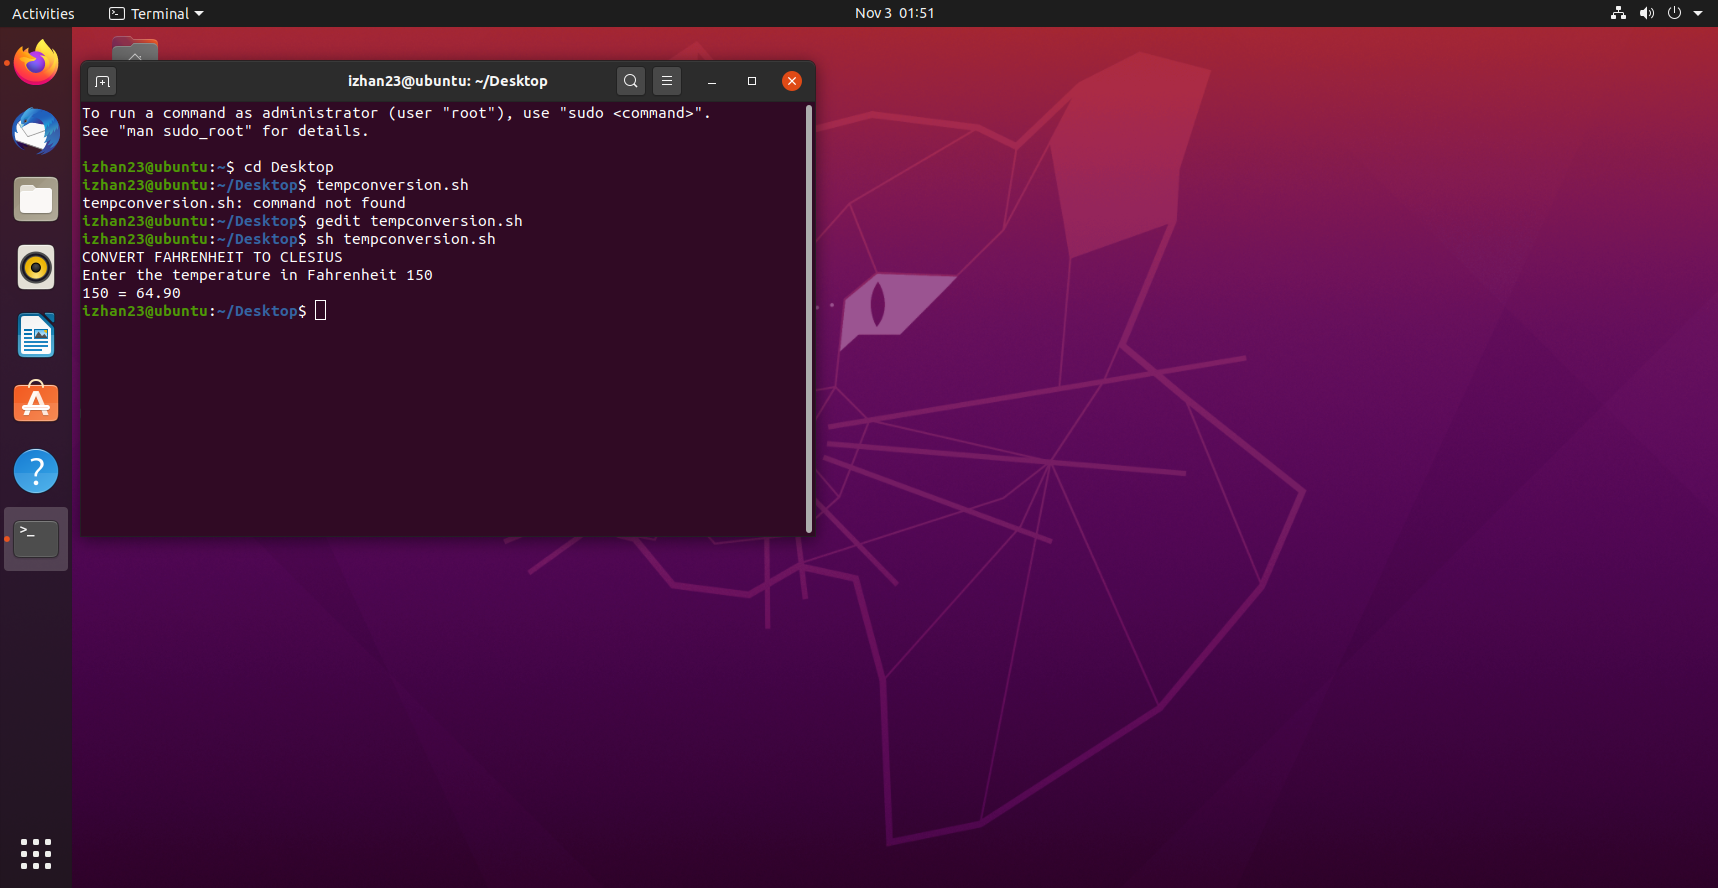 Activities
Terminal
Nov 3 01:51
izhan23@ubuntu: ~/Desktop
To run a command as administrator (user "root"), use "sudo <command>".
See "man sudo_root" for details.
izhan23@ubuntu:~$ cd Desktop
izhan23@ubuntu:~/Desktop$ tempconversion.sh
tempconversion.sh: command not found
izhan23@ubuntu:~/Desktop$ gedit tempconversion.sh
izhan23@ubuntu:~/Desktop$ sh tempconversion.sh
CONVERT FAHRENHEIT TO CLESIUS
Enter the temperature in Fahrenheit 150
150 = 64.90
izhan23@ubuntu:~/Desktop$